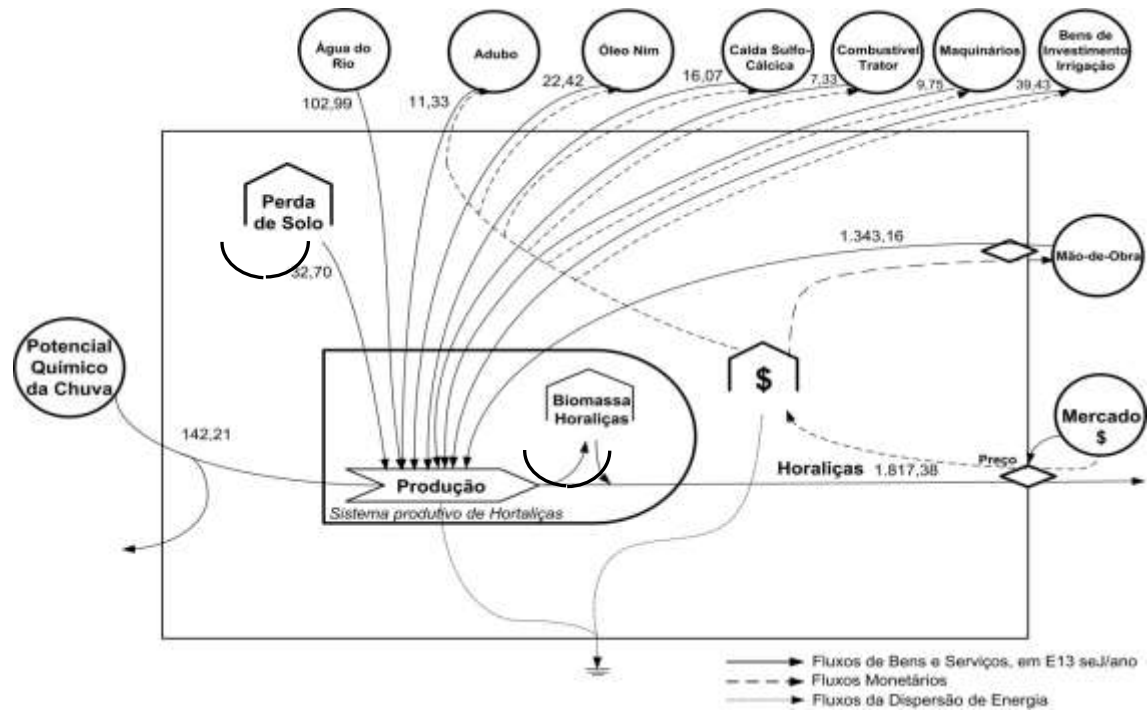 Água do
Rio
Adubo
Óleo Nim
Calda Sulfo-
Cálcica
Combustível
Trator
Maquinários
Bens de
Investimento
Irrigação
102,99
11,33
22,42
16,07
7,33
9,75
39,43
Perda
de Solo
32,70
1.343,16
Mão-de-Obra
Potencial
Químico
da Chuva
142,21
$
Biomassa
Horaliças
Mercado
$
Preço
Horaliças 1.817,38
Produção
Sistema produtivo de Hortaliças
Fluxos de Bens e Serviços, em E13 seJ/ano
Fluxos Monetários
Fluxos da Dispersão de Energia